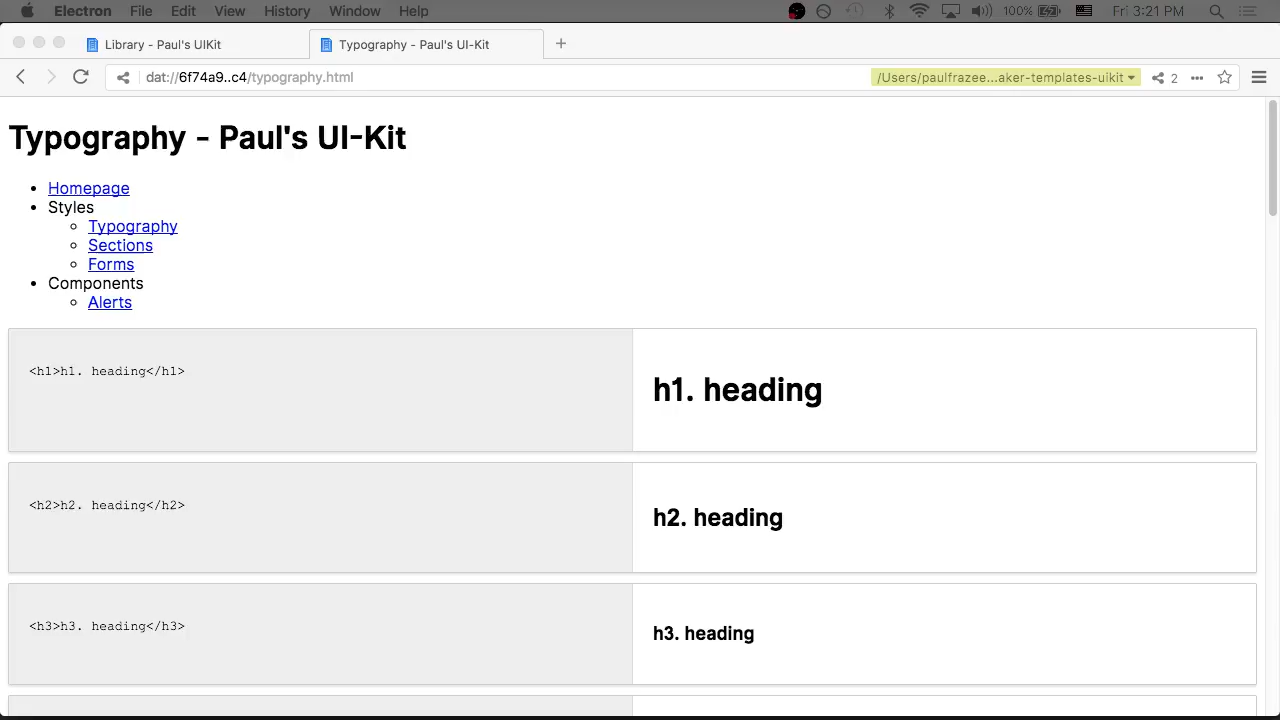 Electron File Edit View History Window Help 100% Fri 3:21 PM
Library - Paul's UIKit Typography - Paul's UI-Kit
dat://6f74a9..c4/typography.html /Users/paulfrazee...aker-templates-uikit 2
Typography - Paul's UI-Kit
Homepage
Styles
Typography
Sections
Forms
Components
Alerts
<h1>h1. heading</h1> h1. heading
<h2>h2. heading</h2> h2. heading
<h3>h3. heading</h3> h3. heading